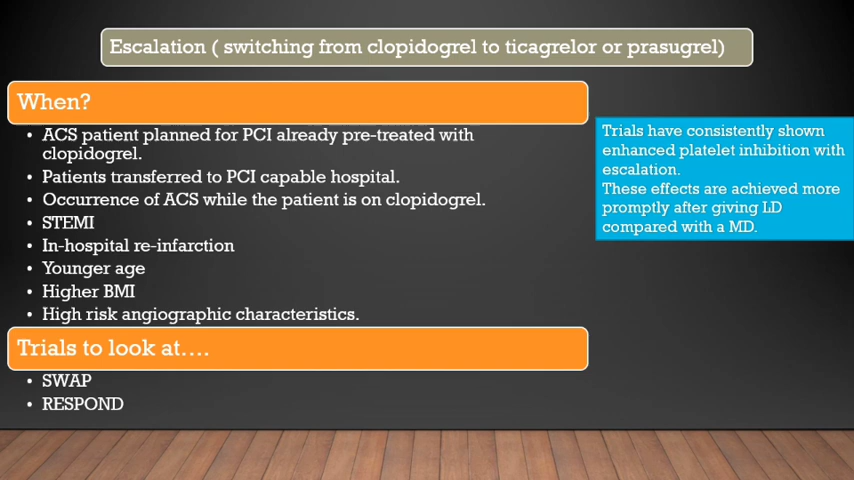 Escalation ( switching from clopidogrel to ticagrelor or prasugrel)
When?
• ACS patient planned for PCI already pre-treated with
clopidogrel.
• Patients transferred to PCI capable hospital.
• Occurrence of ACS while the patient is on clopidogrel.
• STEMI
• In-hospital re-infarction
• Younger age
• Higher BMI
• High risk angiographic characteristics.
Trials to look at….
• SWAP
• RESPOND
Trials have consistently shown
enhanced platelet inhibition with
escalation.
These effects are achieved more
promptly after giving LD
compared with a MD.